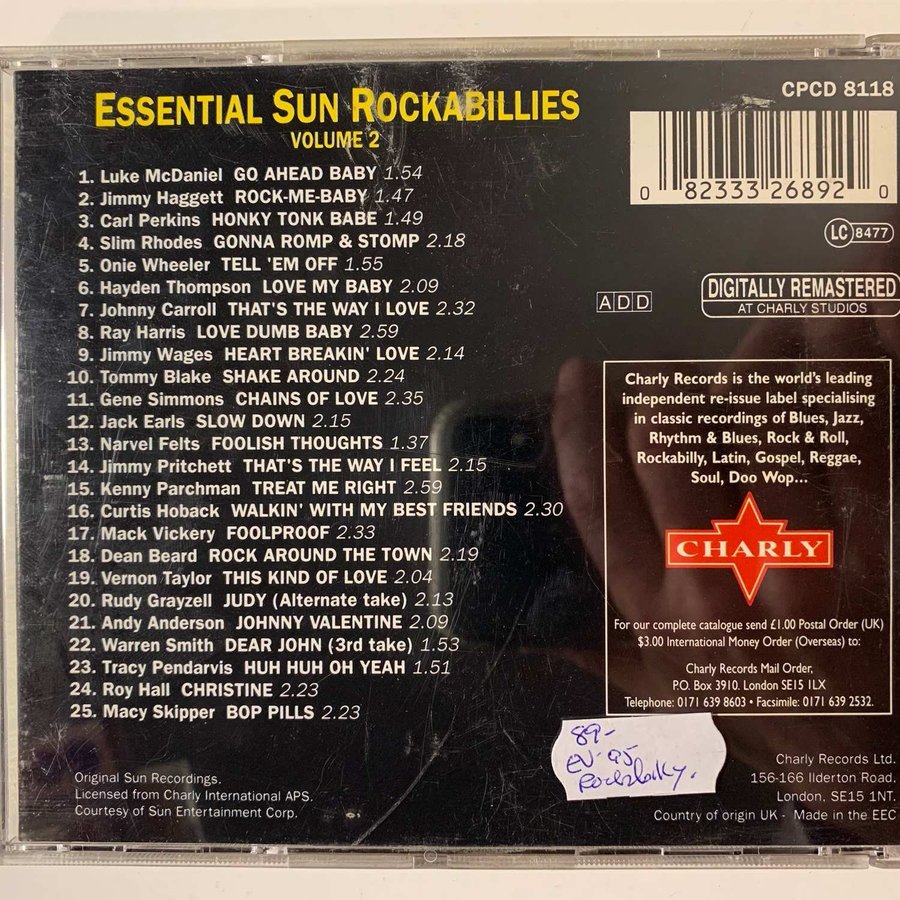 ESSENTIAL SUN ROCKABILLIES
VOLUME 2
1. Luke McDaniel GO AHEAD BABY 1.54
2. Jimmy Haggett ROCK-ME-BABY 1.47
3. Carl Perkins HONKY TONK BABE 1.49
4. Slim Rhodes GONNA ROMP & STOMP 2.18
5. Onie Wheeler TELL 'EM OFF 1.55
6. Hayden Thompson LOVE MY BABY 2.09
7. Johnny Carroll THAT'S THE WAY I LOVE 2.32
8. Ray Harris LOVE DUMB BABY 2.59
9. Jimmy Wages HEART BREAKIN' LOVE 2.14
10. Tommy Blake SHAKE AROUND 2.24
11. Gene Simmons CHAINS OF LOVE 2.35
12. Jack Earls SLOW DOWN 2.15
13. Narvel Felts FOOLISH THOUGHTS 1.37
14. Jimmy Pritchett THAT'S THE WAY I FEEL 2.15
15. Kenny Parchman TREAT ME RIGHT 2.59
16. Curtis Hoback WALKIN' WITH MY BEST FRIENDS 2.30
17. Mack Vickery FOOLPROOF 2.33
18. Dean Beard ROCK AROUND THE TOWN 2.19
19. Vernon Taylor THIS KIND OF LOVE 2.04
20. Rudy Grayzell JUDY (Alternate take) 2.13
21. Andy Anderson JOHNNY VALENTINE 2.09
22. Warren Smith DEAR JOHN (3rd take) 1.53
23. Tracy Pendarvis HUH HUH OH YEAH 1.51
24. Roy Hall CHRISTINE 2.23
25. Macy Skipper BOP PILLS 2.23
Original Sun Recordings.
Licensed from Charly International APS.
Courtesy of Sun Entertainment Corp.
CPCD 8118
0 82333 26892 0
LC 8477
ADD
DIGITALLY REMASTERED
AT CHARLY STUDIOS
Charly Records is the world's leading
independent re-issue label specialising
in classic recordings of Blues, Jazz,
Rhythm & Blues, Rock & Roll,
Rockabilly, Latin, Gospel, Reggae,
Soul, Doo Wop...
CHARLY
For our complete catalogue send £1.00 Postal Order (UK)
$3.00 International Money Order (Overseas) to:
Charly Records Mail Order,
P.O. Box 3910. London SE15 1LX
Telephone: 0171 639 8603 • Facsimile: 0171 639 2532.
89-
EU-95
Charly Records Ltd.
156-166 Ilderton Road,
London, SE15 1NT.
Country of origin UK - Made in the EEC